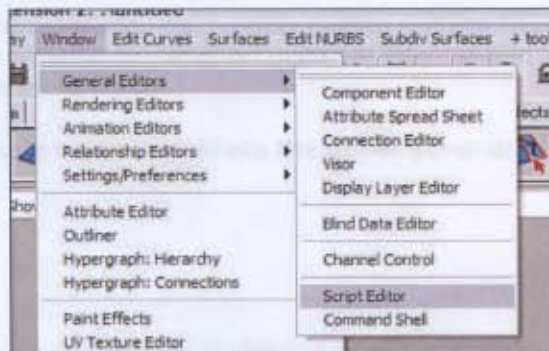 Window Edit Curves Surfaces Edit NURBS Subdiv Surfaces
General Editors
Rendering Editors
Animation Editors
Relationship Editors
Settings/Preferences
Attribute Editor
Outliner
Hypergraph: Hierarchy
Hypergraph: Connections
Paint Effects
UV Texture Editor
Component Editor
Attribute Spread Sheet
Connection Editor
Visor
Display Layer Editor
Blind Data Editor
Channel Control
Script Editor
Command Shell